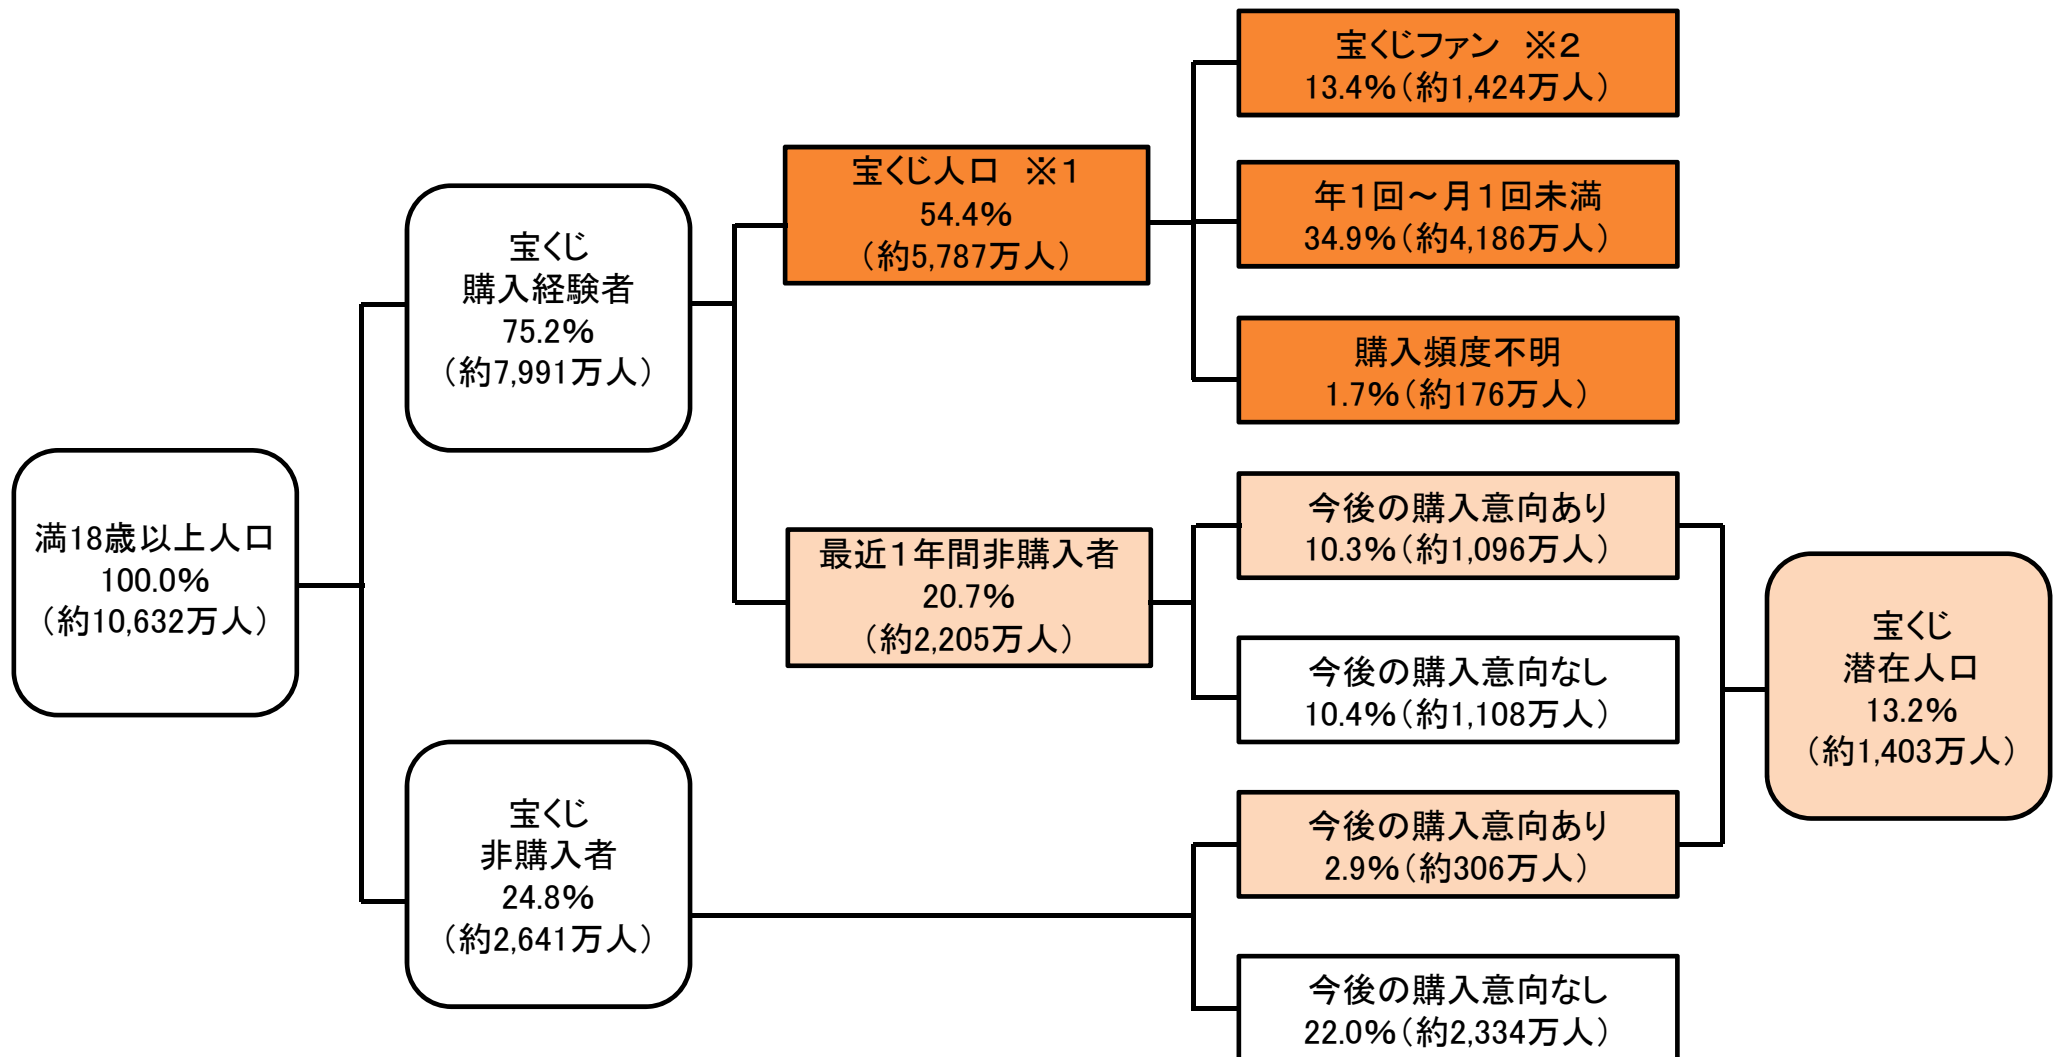 満18歳以上人口
100.0%
(約10,632万人)
宝くじ
購入経験者
75.2%
(約7,991万人)
宝くじ
非購入者
24.8%
(約2,641万人)
宝くじ人口 ※1
54.4%
(約5,787万人)
最近1年間非購入者
20.7%
(約2,205万人)
宝くじファン ※2
13.4%(約1,424万人)
年1回~月1回未満
34.9%(約4,186万人)
購入頻度不明
1.7%(約176万人)
今後の購入意向あり
10.3%(約1,096万人)
今後の購入意向なし
10.4%(約1,108万人)
今後の購入意向あり
2.9%(約306万人)
今後の購入意向なし
22.0%(約2,334万人)
宝くじ
潜在人口
13.2%
(約1,403万人)